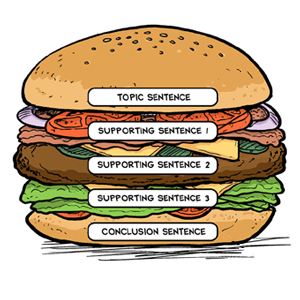 TOPIC SENTENCE
SUPPORTING SENTENCE 1
SUPPORTING SENTENCE 2
SUPPORTING SENTENCE 3
CONCLUSION SENTENCE